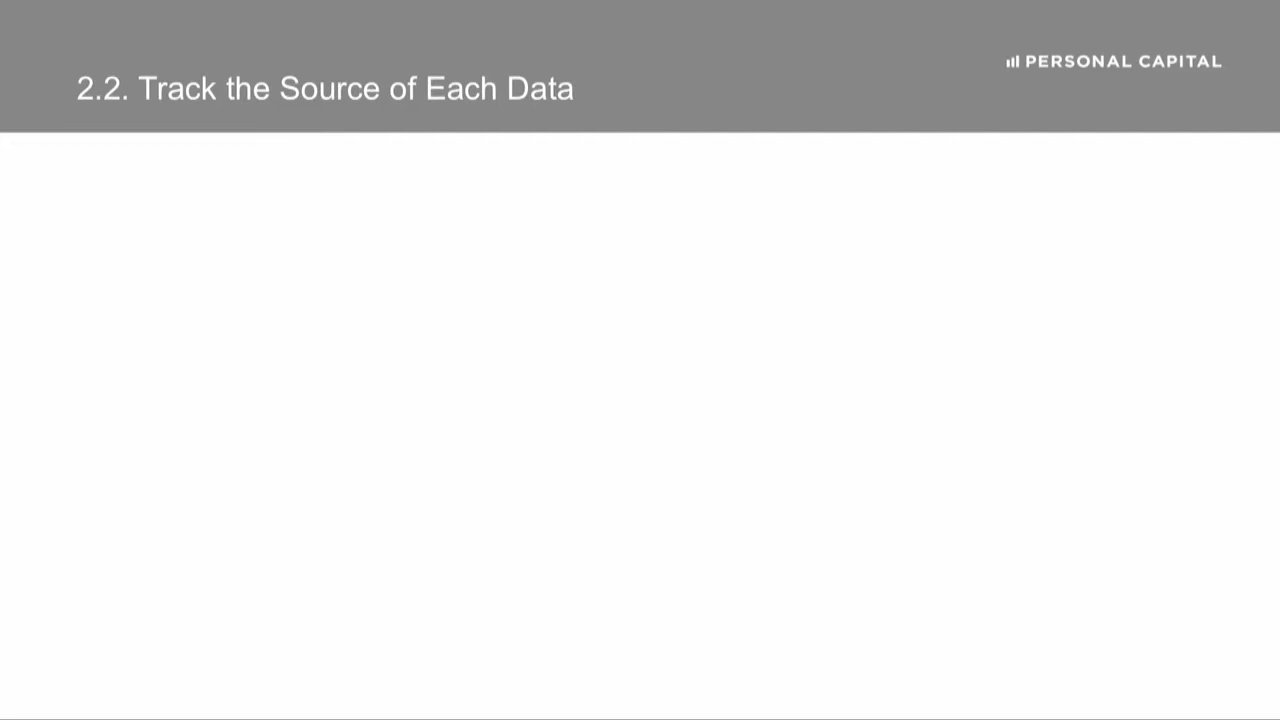 2.2. Track the Source of Each Data
PERSONAL CAPITAL